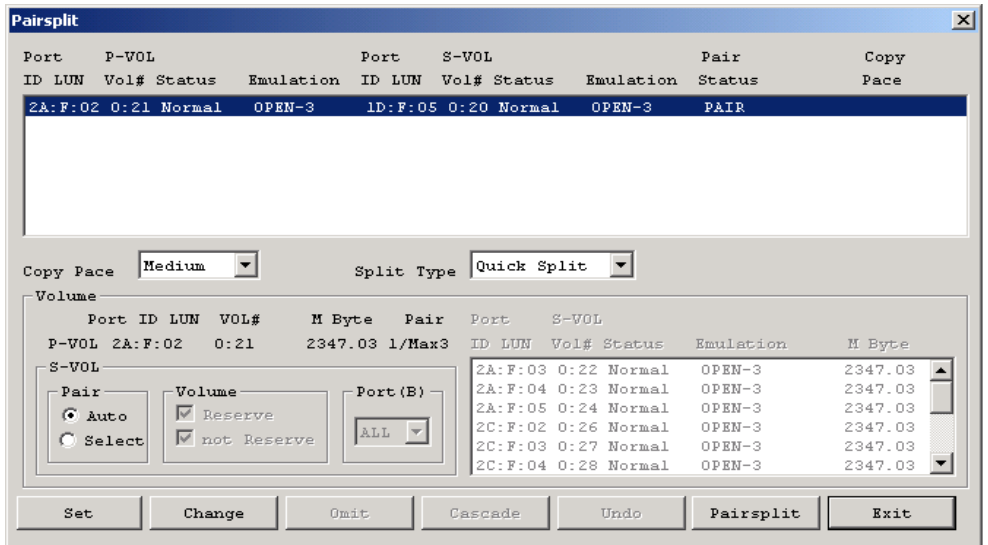 Pairsplit
Port P-VOL Port S-VOL Pair Copy
ID LUN Vol# Status Emulation ID LUN Vol# Status Emulation Status Pace
2A:F:02 0:21 Normal OPEN-3 1D:F:05 0:20 Normal OPEN-3 PAIR
Copy Pace Medium Split Type Quick Split
Volume
Port ID LUN VOL# M Byte Pair Port S-VOL
P-VOL 2A:F:02 0:21 2347.03 1/Max3 ID LUN Vol# Status Emulation M Byte
S-VOL 2A:F:03 0:22 Normal OPEN-3 2347.03
Pair Volume Port(B) 2A:F:04 0:23 Normal OPEN-3 2347.03
Auto Reserve 2A:F:05 0:24 Normal OPEN-3 2347.03
ALL 2C:F:02 0:26 Normal OPEN-3 2347.03
Select not Reserve 2C:F:03 0:27 Normal OPEN-3 2347.03
2C:F:04 0:28 Normal OPEN-3 2347.03
Set Change Omit Cascade Undo Pairsplit Exit